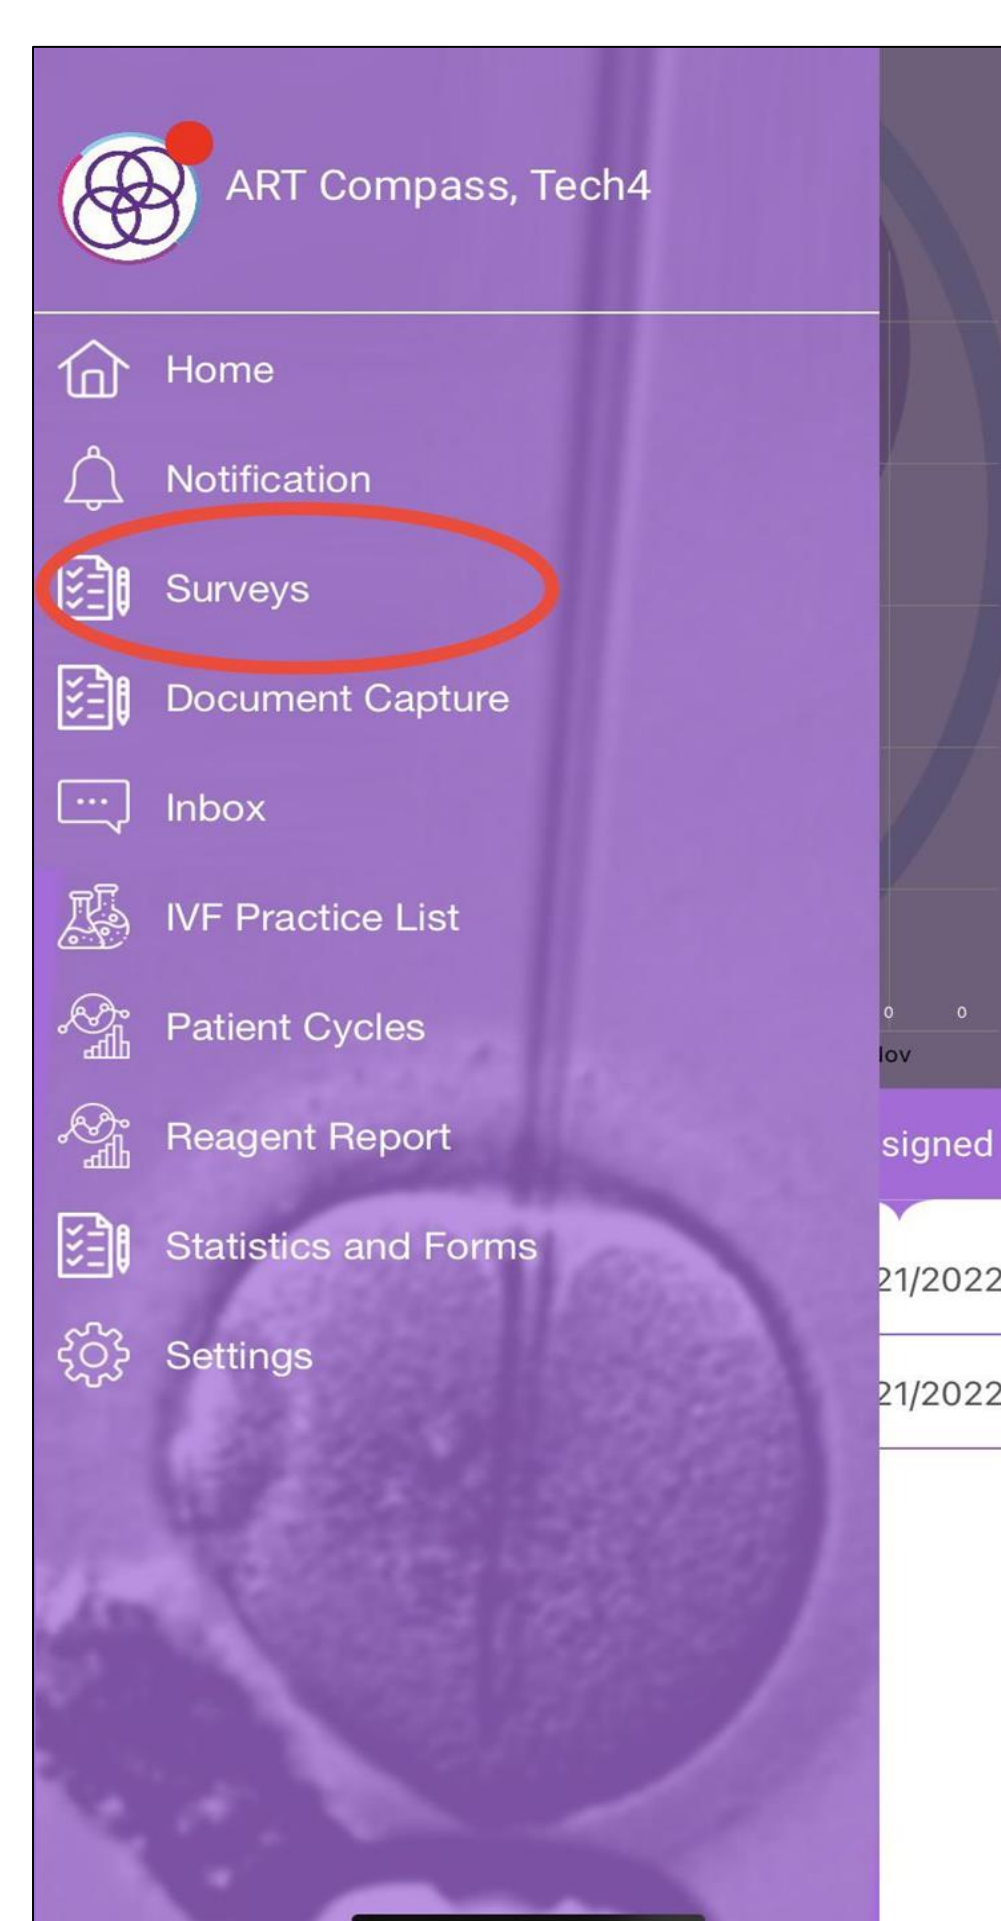 ART Compass, Tech4
Home
Notification
Surveys
Document Capture
Inbox
IVF Practice List
Patient Cycles
Reagent Report
Statistics and Forms
Settings
0 0
lov
signed
21/2022
21/2022